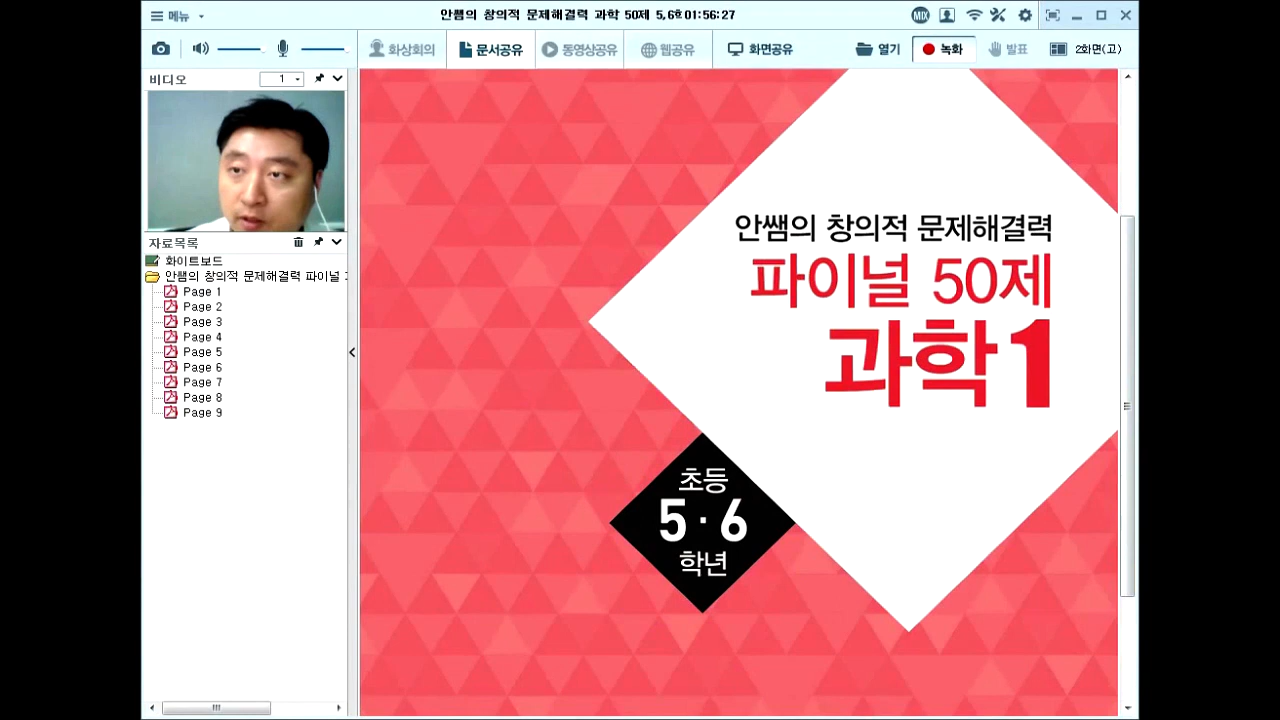 메뉴
안쌤의 창의적 문제해결력 과학 50제 5,6호01:56:27
MIX
화상회의
문서공유
동영상공유
웹공유
화면공유
열기
녹화
발표
2화면(고)
비디오
1
자료목록
화이트보드
안쌤의 창의적 문제해결력 파이널
Page 1
Page 2
Page 3
Page 4
Page 5
Page 6
Page 7
Page 8
Page 9
안쌤의 창의적 문제해결력
파이널 50제
과학1
초등
5·6
학년